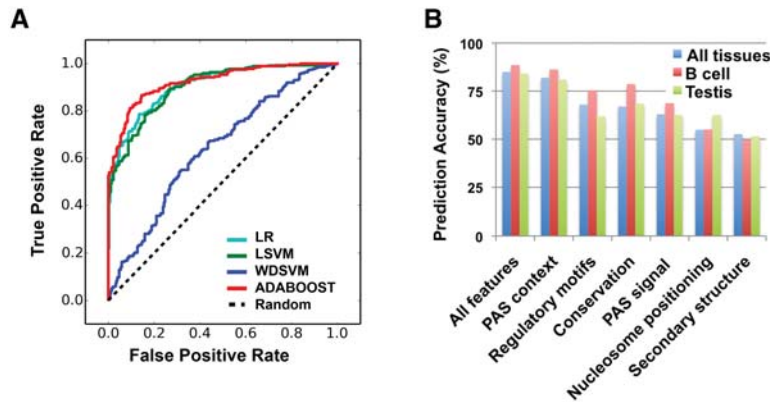 A
True Positive Rate
1.0
0.8
0.6
0.4
0.2
0.0
LR
LSVM
WDSVM
ADABOOST
Random
0.0 0.2 0.4 0.6 0.8 1.0
False Positive Rate
B
Prediction Accuracy (%)
100
75
50
25
0
All tissues
B cell
Testis
All features
PAS context
Regulatory motifs
Conservation
PAS signal
Nucleosome positioning
Secondary structure